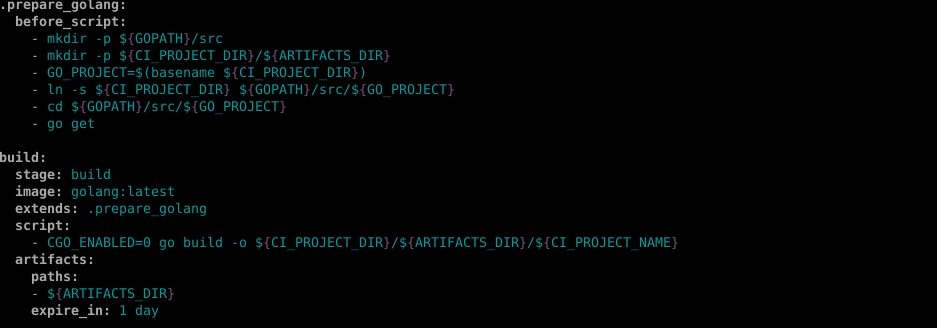 .prepare_golang:
  before_script:
    - mkdir -p ${GOPATH}/src
    - mkdir -p ${CI_PROJECT_DIR}/${ARTIFACTS_DIR}
    - GO_PROJECT=$(basename ${CI_PROJECT_DIR})
    - ln -s ${CI_PROJECT_DIR} ${GOPATH}/src/${GO_PROJECT}
    - cd ${GOPATH}/src/${GO_PROJECT}
    - go get

build:
  stage: build
  image: golang:latest
  extends: .prepare_golang
  script:
    - CGO_ENABLED=0 go build -o ${CI_PROJECT_DIR}/${ARTIFACTS_DIR}/${CI_PROJECT_NAME}
  artifacts:
    paths:
    - ${ARTIFACTS_DIR}
    expire_in: 1 day